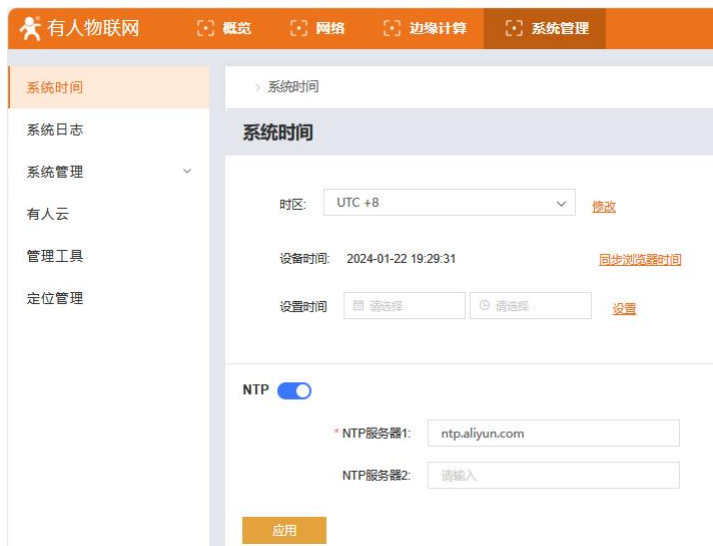 有人物联网 概览 网络 边缘计算 系统管理
系统时间
系统日志
系统管理
有人云
管理工具
定位管理
> 系统时间
系统时间
时区: UTC +8 修改
设备时间: 2024-01-22 19:29:31 同步浏览器时间
设置时间 请选择 请选择 设置
NTP
* NTP服务器1: ntp.aliyun.com
NTP服务器2: 请输入
应用